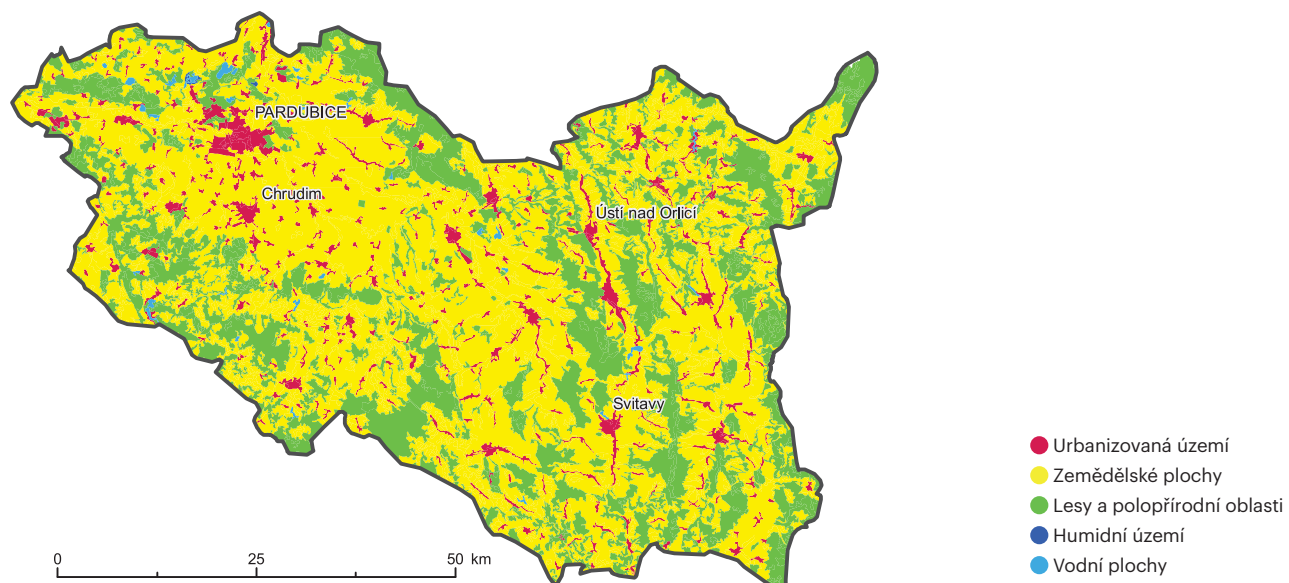 PARDUBICE
Chrudim
Ústí nad Orlicí
Svitavy
0 25 50 km
Urbanizovaná území
Zemědělské plochy
Lesy a polopřírodní oblasti
Humidní území
Vodní plochy